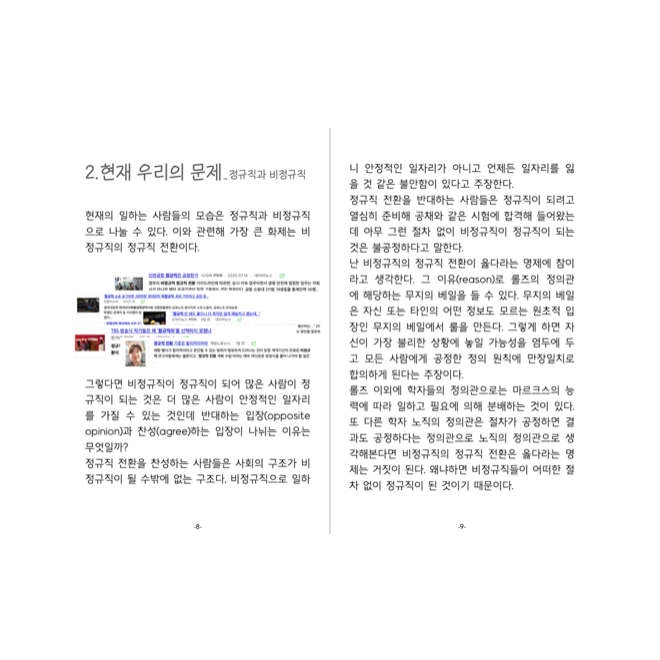 2.현재 우리의 문제_정규직과 비정규직
현재의 일하는 사람들의 모습은 정규직과 비정규직
으로 나눌 수 있다. 이와 관련해 가장 큰 화제는 비
정규직의 정규직 전환이다.
그렇다면 비정규직이 정규직이 되어 많은 사람이 정
규직이 되는 것은 더 많은 사람이 안정적인 일자리
를 가질 수 있는 것인데 반대하는 입장(opposite
opinion)과 찬성(agree)하는 입장이 나뉘는 이유는
무엇일까?
정규직 전환을 찬성하는 사람들은 사회의 구조가 비
정규직이 될 수밖에 없는 구조다, 비정규직으로 일하
-8-
니 안정적인 일자리가 아니고 언제든 일자리를 잃
을 것 같은 불안함이 있다고 주장한다.
정규직 전환을 반대하는 사람들은 정규직이 되려고
열심히 준비해 공채와 같은 시험에 합격해 들어왔는
데 아무 그런 절차 없이 비정규직이 정규직이 되는
것은 불공정하다고 말한다.
난 비정규직의 정규직 전환이 옳다라는 명제에 참이
라고 생각한다. 그 이유(reason)로 롤즈의 정의관
에 해당하는 무지의 베일을 들 수 있다. 무지의 베일
은 자신 또는 타인의 어떤 정보도 모르는 원초적 입
장인 무지의 베일에서 룰을 만든다. 그렇게 하면 자
신이 가장 불리한 상황에 놓일 가능성을 염두에 두
고 모든 사람에게 공정한 정의 원칙에 만장일치로
합의하게 된다는 주장이다.
롤즈 이외에 학자들의 정의관으로는 마르크스의 능
력에 따라 일하고 필요에 의해 분배하는 것이 있다.
또 다른 학자 노직의 정의관은 절차가 공정하면 결
과도 공정하다는 정의관으로 노직의 정의관으로 생
각해본다면 비정규직의 정규직 전환은 옳다라는 명
제는 거짓이 된다. 왜냐하면 비정규직들이 어떠한 절
차 없이 정규직이 된 것이기 때문이다.
-9-